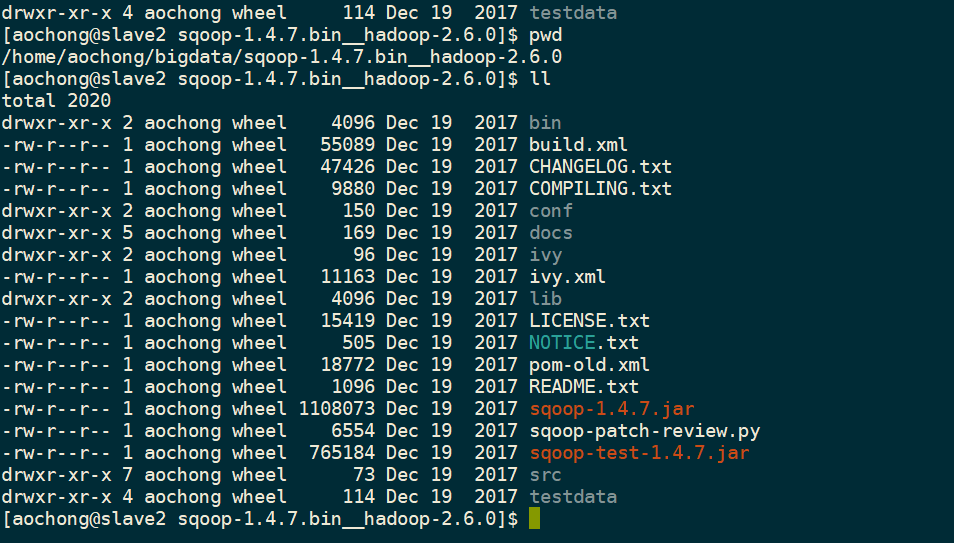 drwxr-xr-x 4 aochong wheel     114 Dec 19  2017 testdata
[aochong@slave2 sqoop-1.4.7.bin__hadoop-2.6.0]$ pwd
/home/aochong/bigdata/sqoop-1.4.7.bin__hadoop-2.6.0
[aochong@slave2 sqoop-1.4.7.bin__hadoop-2.6.0]$ ll
total 2020
drwxr-xr-x 2 aochong wheel    4096 Dec 19  2017 bin
-rw-r--r-- 1 aochong wheel   55089 Dec 19  2017 build.xml
-rw-r--r-- 1 aochong wheel   47426 Dec 19  2017 CHANGELOG.txt
-rw-r--r-- 1 aochong wheel    9880 Dec 19  2017 COMPILING.txt
drwxr-xr-x 2 aochong wheel     150 Dec 19  2017 conf
drwxr-xr-x 5 aochong wheel     169 Dec 19  2017 docs
drwxr-xr-x 2 aochong wheel      96 Dec 19  2017 ivy
-rw-r--r-- 1 aochong wheel   11163 Dec 19  2017 ivy.xml
drwxr-xr-x 2 aochong wheel    4096 Dec 19  2017 lib
-rw-r--r-- 1 aochong wheel   15419 Dec 19  2017 LICENSE.txt
-rw-r--r-- 1 aochong wheel     505 Dec 19  2017 NOTICE.txt
-rw-r--r-- 1 aochong wheel   18772 Dec 19  2017 pom-old.xml
-rw-r--r-- 1 aochong wheel    1096 Dec 19  2017 README.txt
-rw-r--r-- 1 aochong wheel 1108073 Dec 19  2017 sqoop-1.4.7.jar
-rw-r--r-- 1 aochong wheel    6554 Dec 19  2017 sqoop-patch-review.py
-rw-r--r-- 1 aochong wheel  765184 Dec 19  2017 sqoop-test-1.4.7.jar
drwxr-xr-x 7 aochong wheel      73 Dec 19  2017 src
drwxr-xr-x 4 aochong wheel     114 Dec 19  2017 testdata
[aochong@slave2 sqoop-1.4.7.bin__hadoop-2.6.0]$